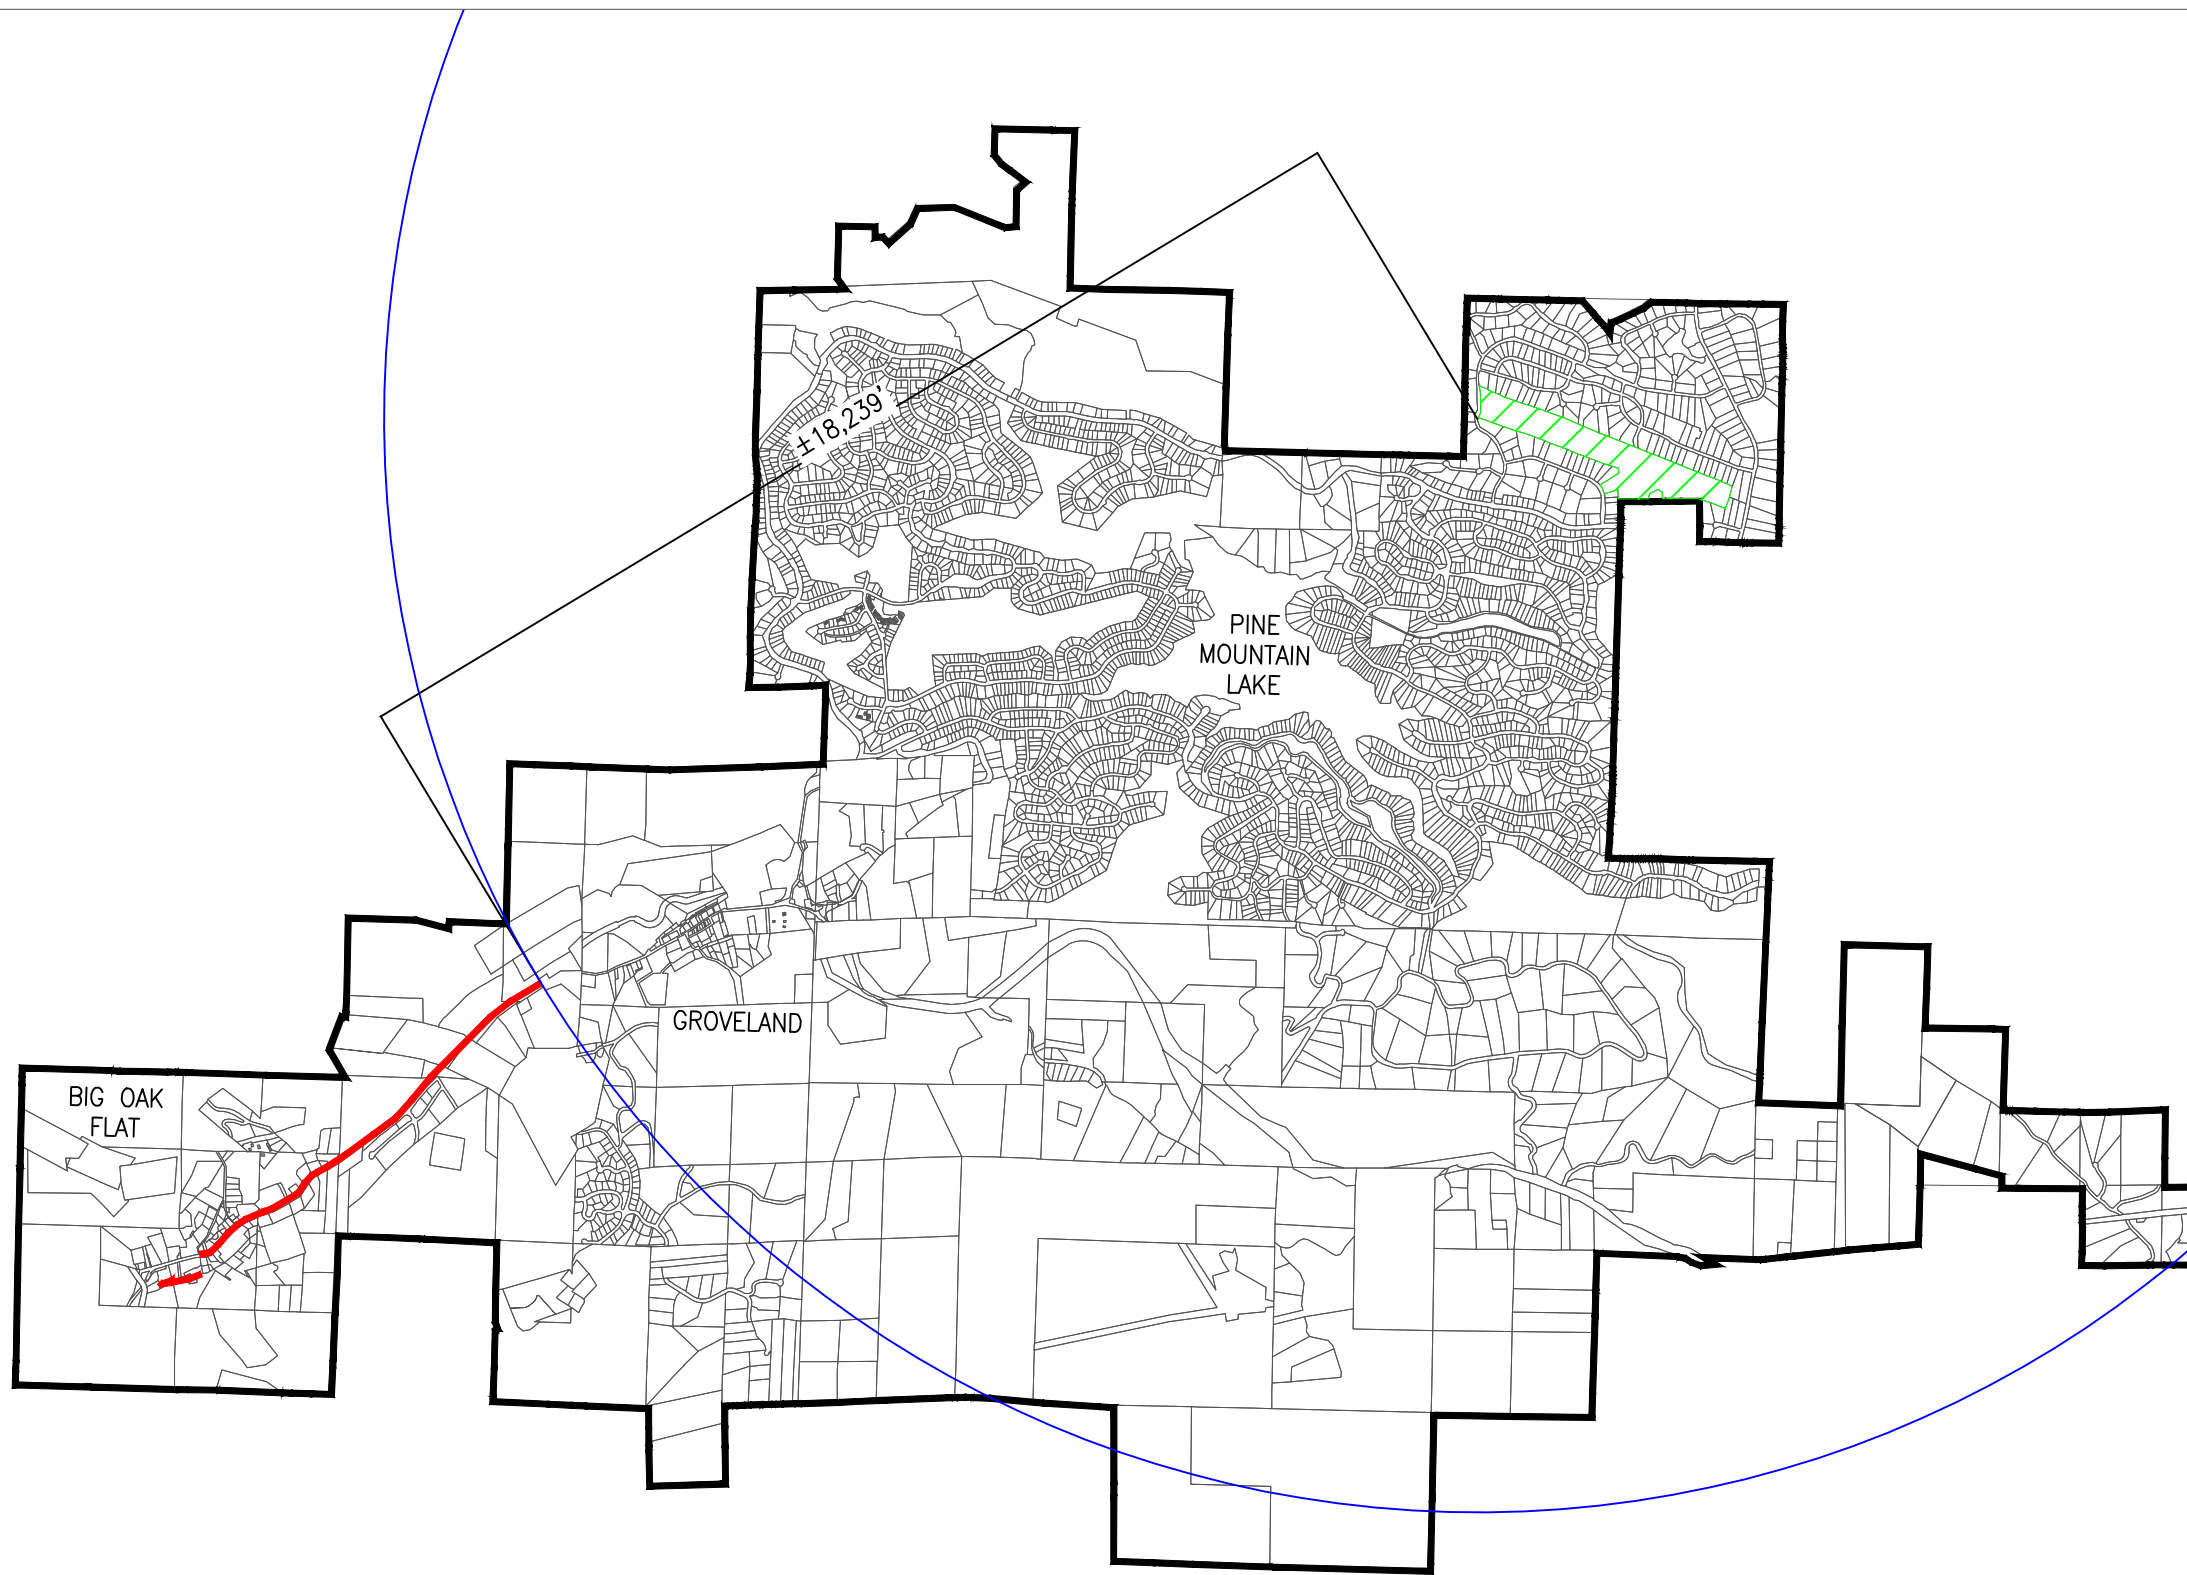 ±18,239'
PINE
MOUNTAIN
LAKE
GROVELAND
BIG OAK
FLAT